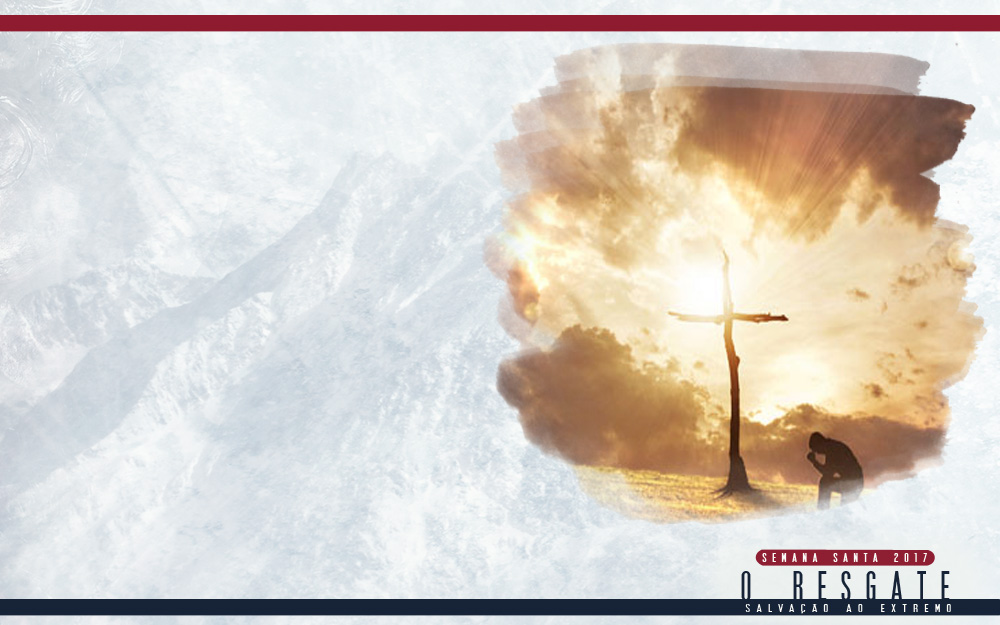 SEMANA SANTA 2017
O RESGATE
SALVAÇÃO AO EXTREMO